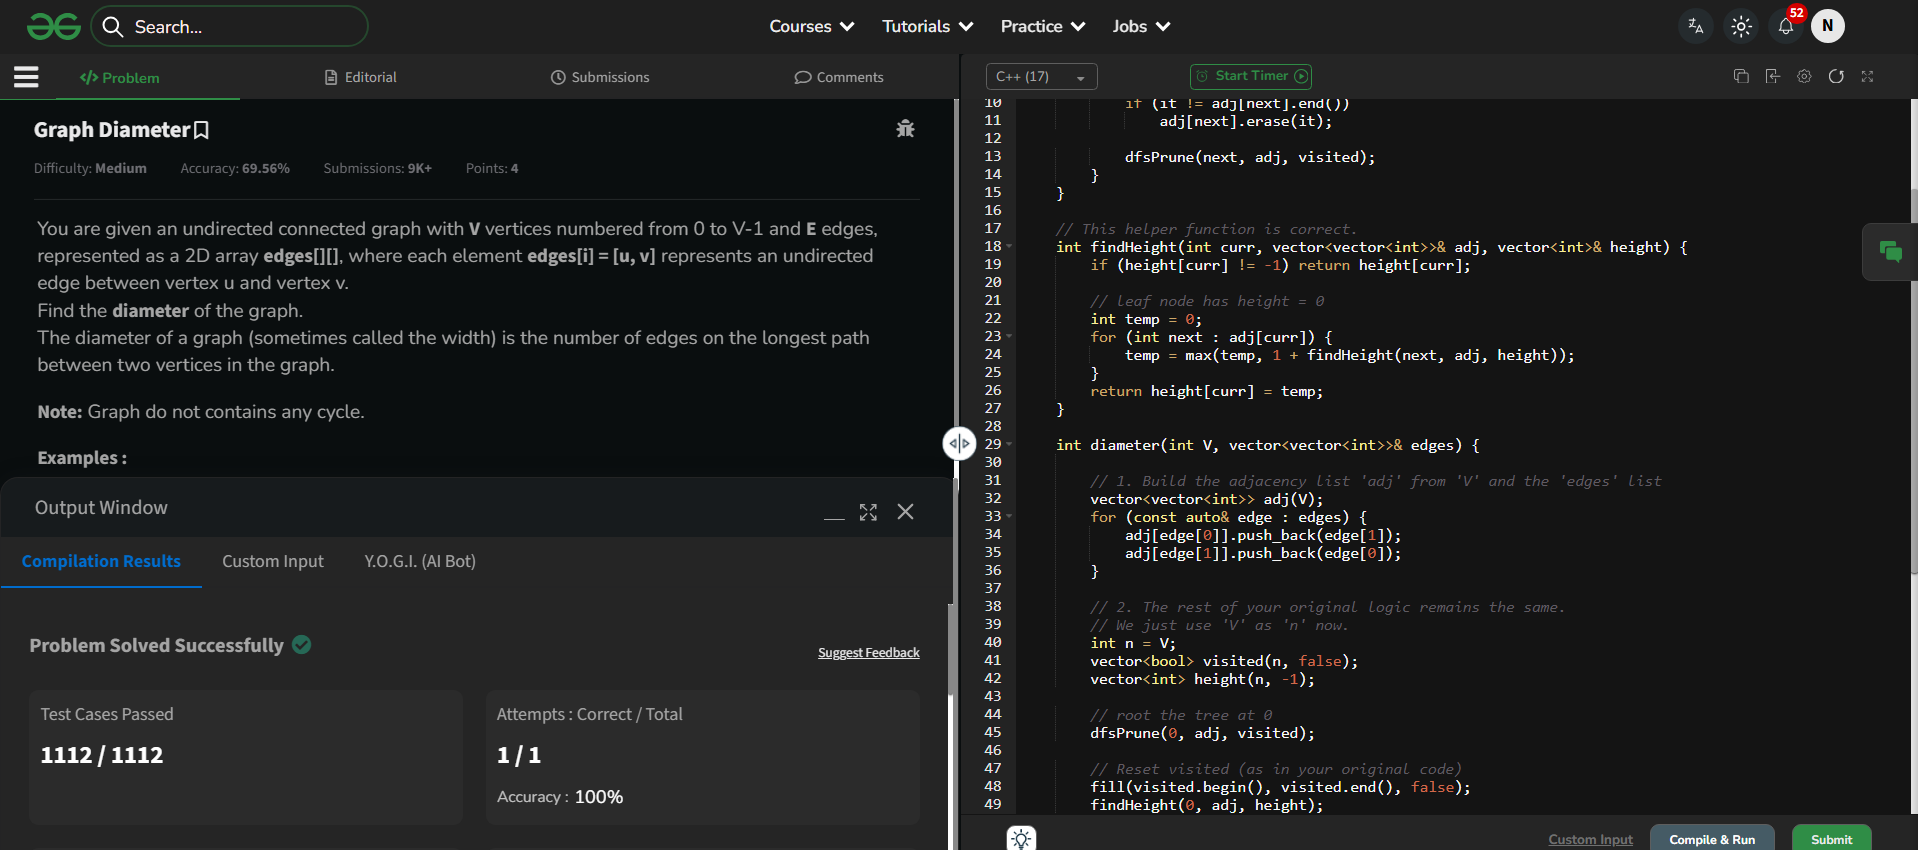 Search...
Courses
Tutorials
Practice
Jobs
52
N
</> Problem
Editorial
Submissions
Comments
Graph Diameter
Difficulty: Medium
Accuracy: 69.56%
Submissions: 9K+
Points: 4
You are given an undirected connected graph with V vertices numbered from 0 to V-1 and E edges,
represented as a 2D array edges[][], where each element edges[i] = [u, v] represents an undirected
edge between vertex u and vertex v.
Find the diameter of the graph.
The diameter of a graph (sometimes called the width) is the number of edges on the longest path
between two vertices in the graph.
Note: Graph do not contains any cycle.
Examples :
Output Window
Compilation Results
Custom Input
Y.O.G.I. (AI Bot)
Problem Solved Successfully
Suggest Feedback
Test Cases Passed
1112 / 1112
Attempts : Correct / Total
1 / 1
Accuracy : 100%
C++ (17)
Start Timer
10 if (it != adj[next].end())
11 adj[next].erase(it);
12
13 dfsPrune(next, adj, visited);
14 }
15 }
16
17 // This helper function is correct.
18 int findHeight(int curr, vector<vector<int>>& adj, vector<int>& height) {
19 if (height[curr] != -1) return height[curr];
20
21 // leaf node has height = 0
22 int temp = 0;
23 for (int next : adj[curr]) {
24 temp = max(temp, 1 + findHeight(next, adj, height));
25 }
26 return height[curr] = temp;
27 }
28
29 int diameter(int V, vector<vector<int>>& edges) {
30
31 // 1. Build the adjacency list 'adj' from 'V' and the 'edges' list
32 vector<vector<int>> adj(V);
33 for (const auto& edge : edges) {
34 adj[edge[0]].push_back(edge[1]);
35 adj[edge[1]].push_back(edge[0]);
36 }
37
38 // 2. The rest of your original logic remains the same.
39 // We just use 'V' as 'n' now.
40 int n = V;
41 vector<bool> visited(n, false);
42 vector<int> height(n, -1);
43
44 // root the tree at 0
45 dfsPrune(0, adj, visited);
46
47 // Reset visited (as in your original code)
48 fill(visited.begin(), visited.end(), false);
49 findHeight(0, adj, height);
Custom Input
Compile & Run
Submit